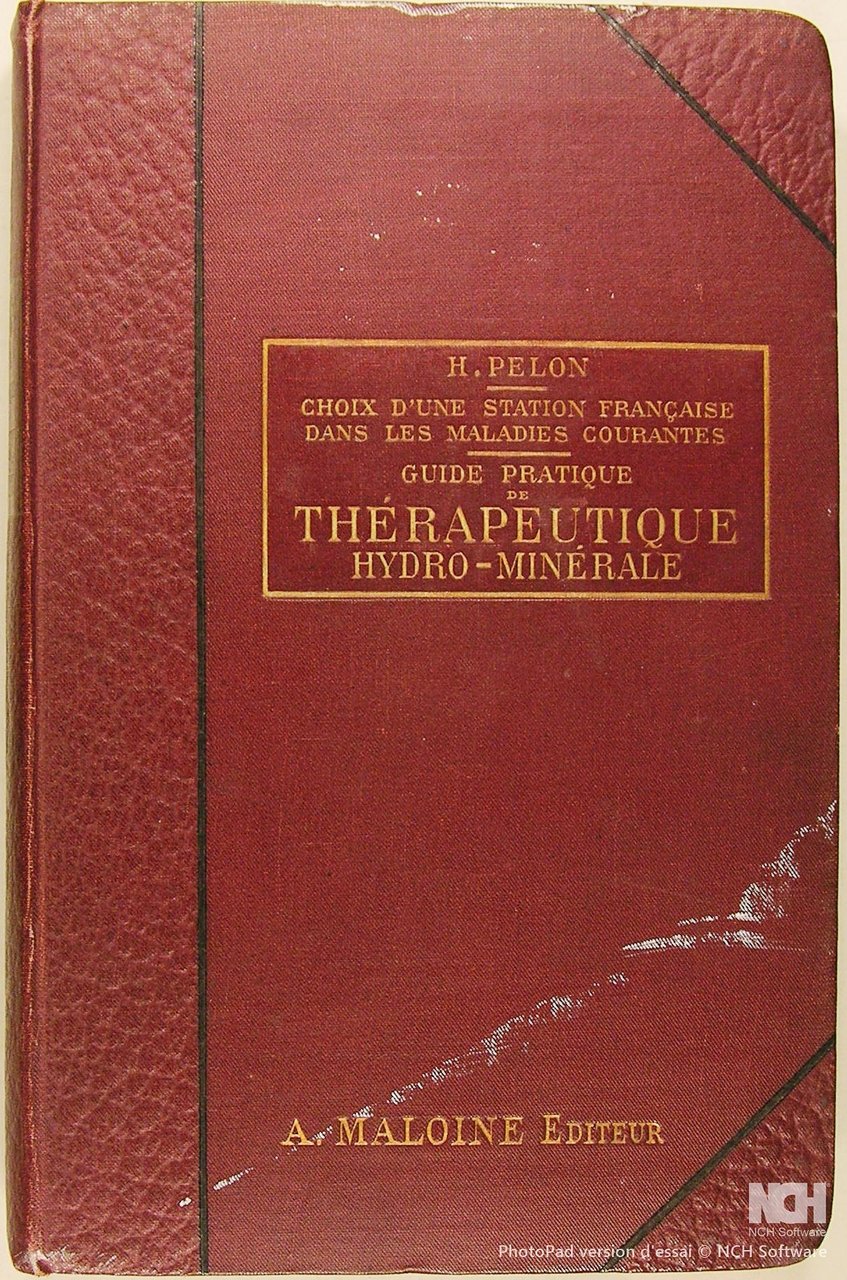 H. PELON
CHOIX D'UNE STATION FRANÇAISE
DANS LES MALADIES COURANTES
GUIDE PRATIQUE
DE
THÉRAPEUTIQUE
HYDRO-MINÉRALE
A. MALOINE EDITEUR
NCH
NCH Software
PhotoPad version d'essai © NCH Software